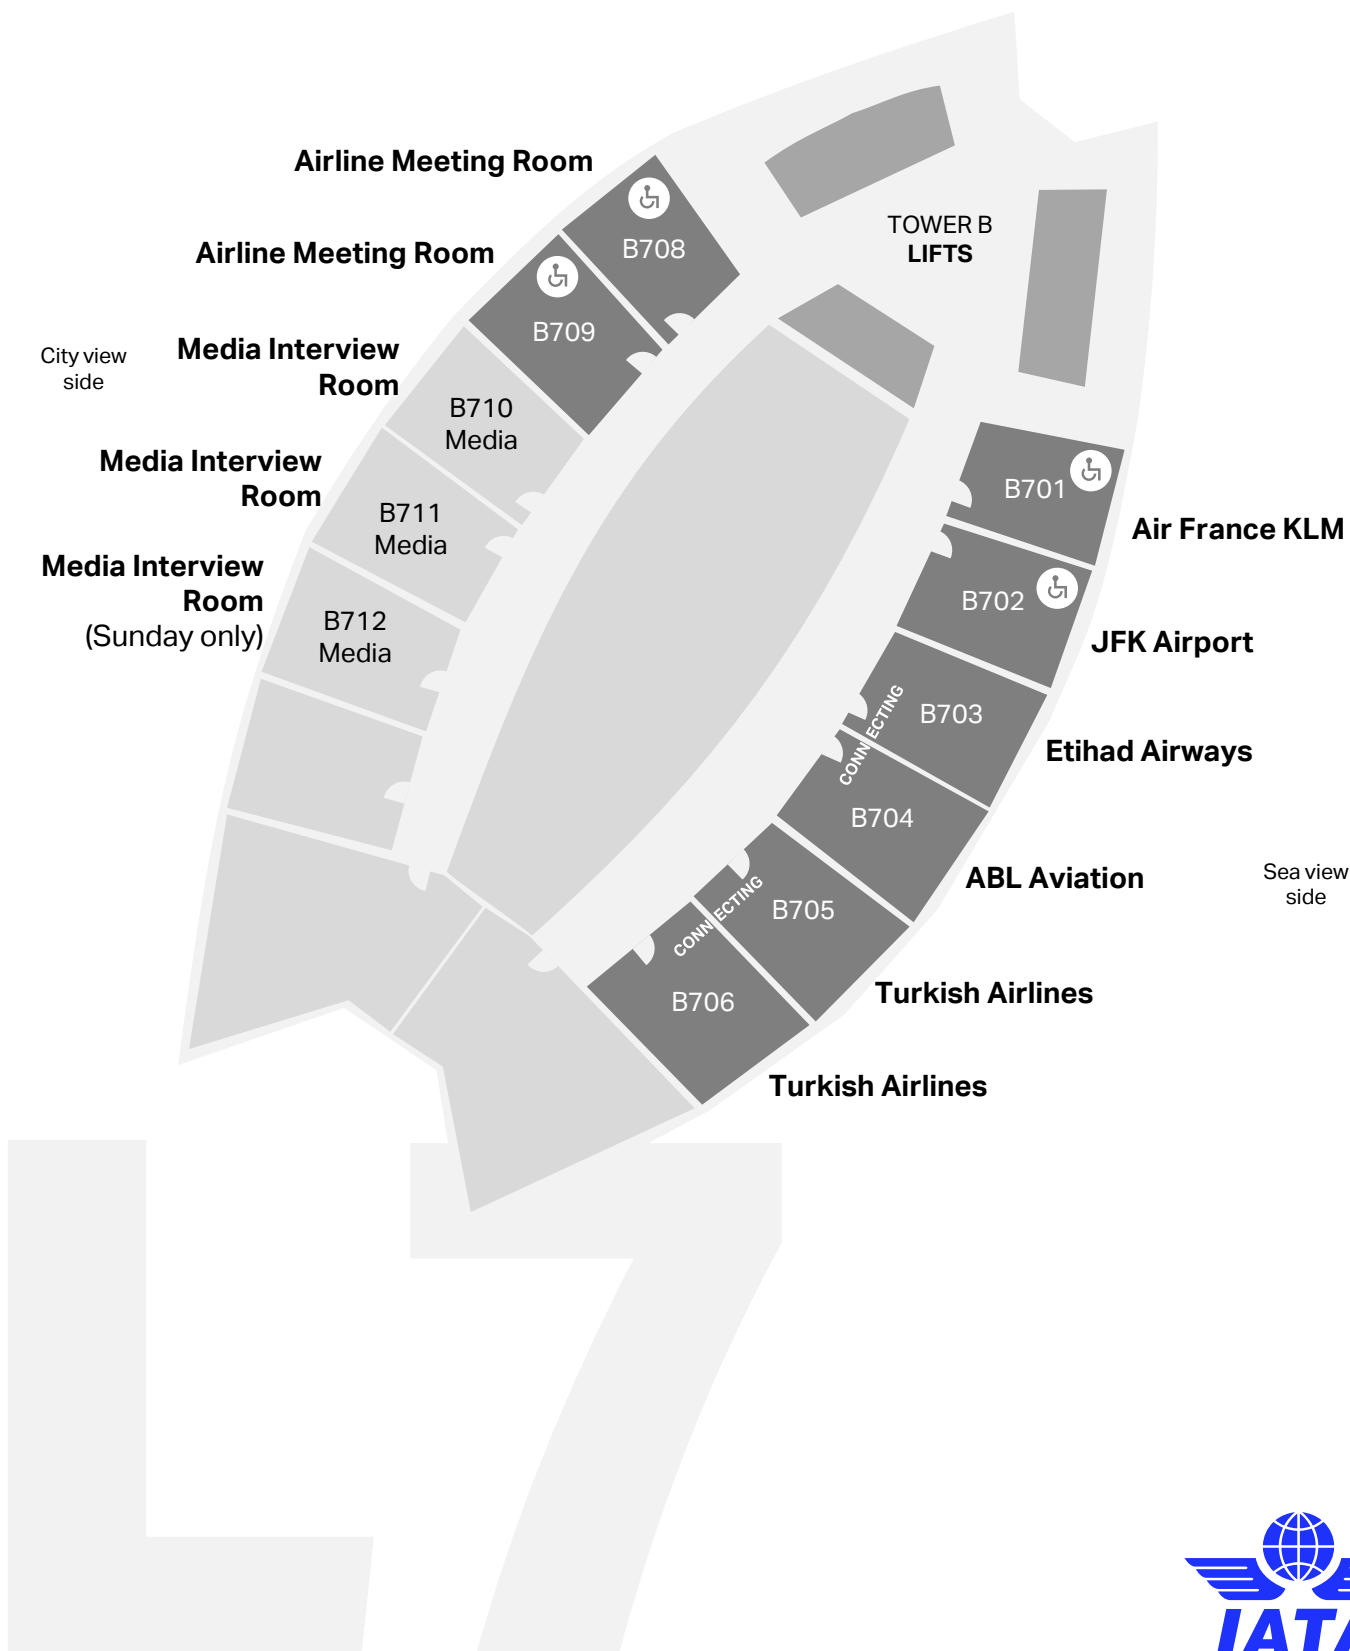 Airline Meeting Room
B708
TOWER B
LIFTS
Airline Meeting Room
B709
City view
side
Media Interview
Room
B710
Media
Media Interview
Room
B711
Media
Media Interview
Room
(Sunday only)
B712
Media
B701
Air France KLM
B702
JFK Airport
B703
CONNECTING
Etihad Airways
B704
ABL Aviation
Sea view
side
B705
CONNECTING
Turkish Airlines
B706
Turkish Airlines
L7
IATA